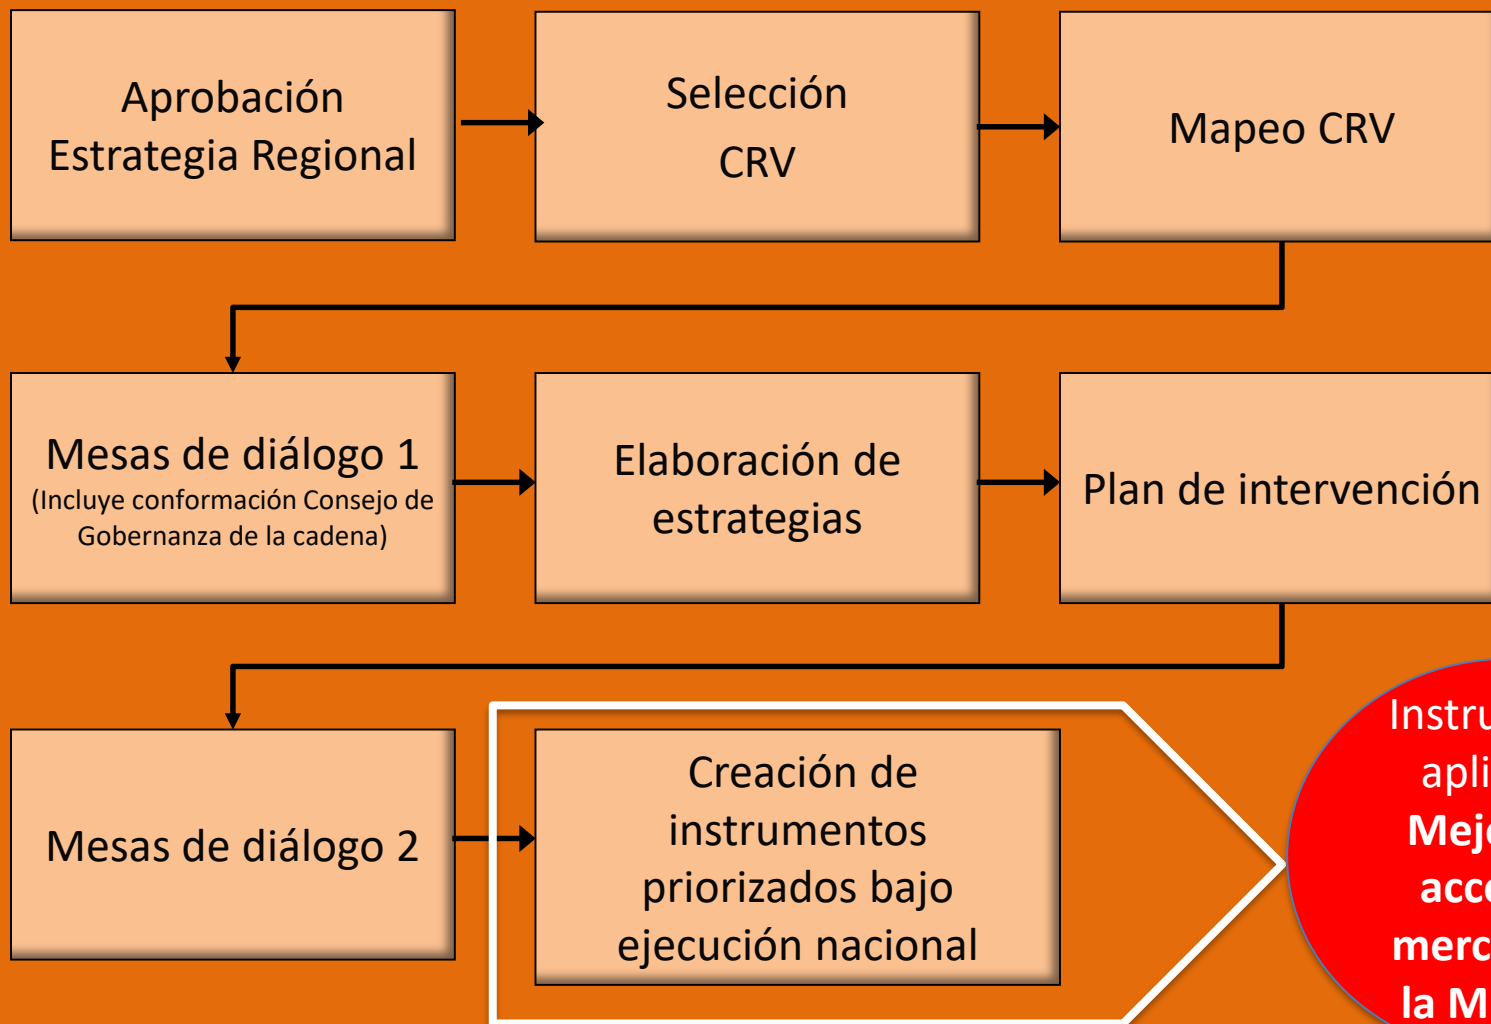 Aprobación
Estrategia Regional
Selección
CRV
Mapeo CRV
Mesas de diálogo 1
(Incluye conformación Consejo de
Gobernanza de la cadena)
Elaboración de
estrategias
Plan de intervención
Mesas de diálogo 2
Creación de
instrumentos
priorizados bajo
ejecución nacional
la